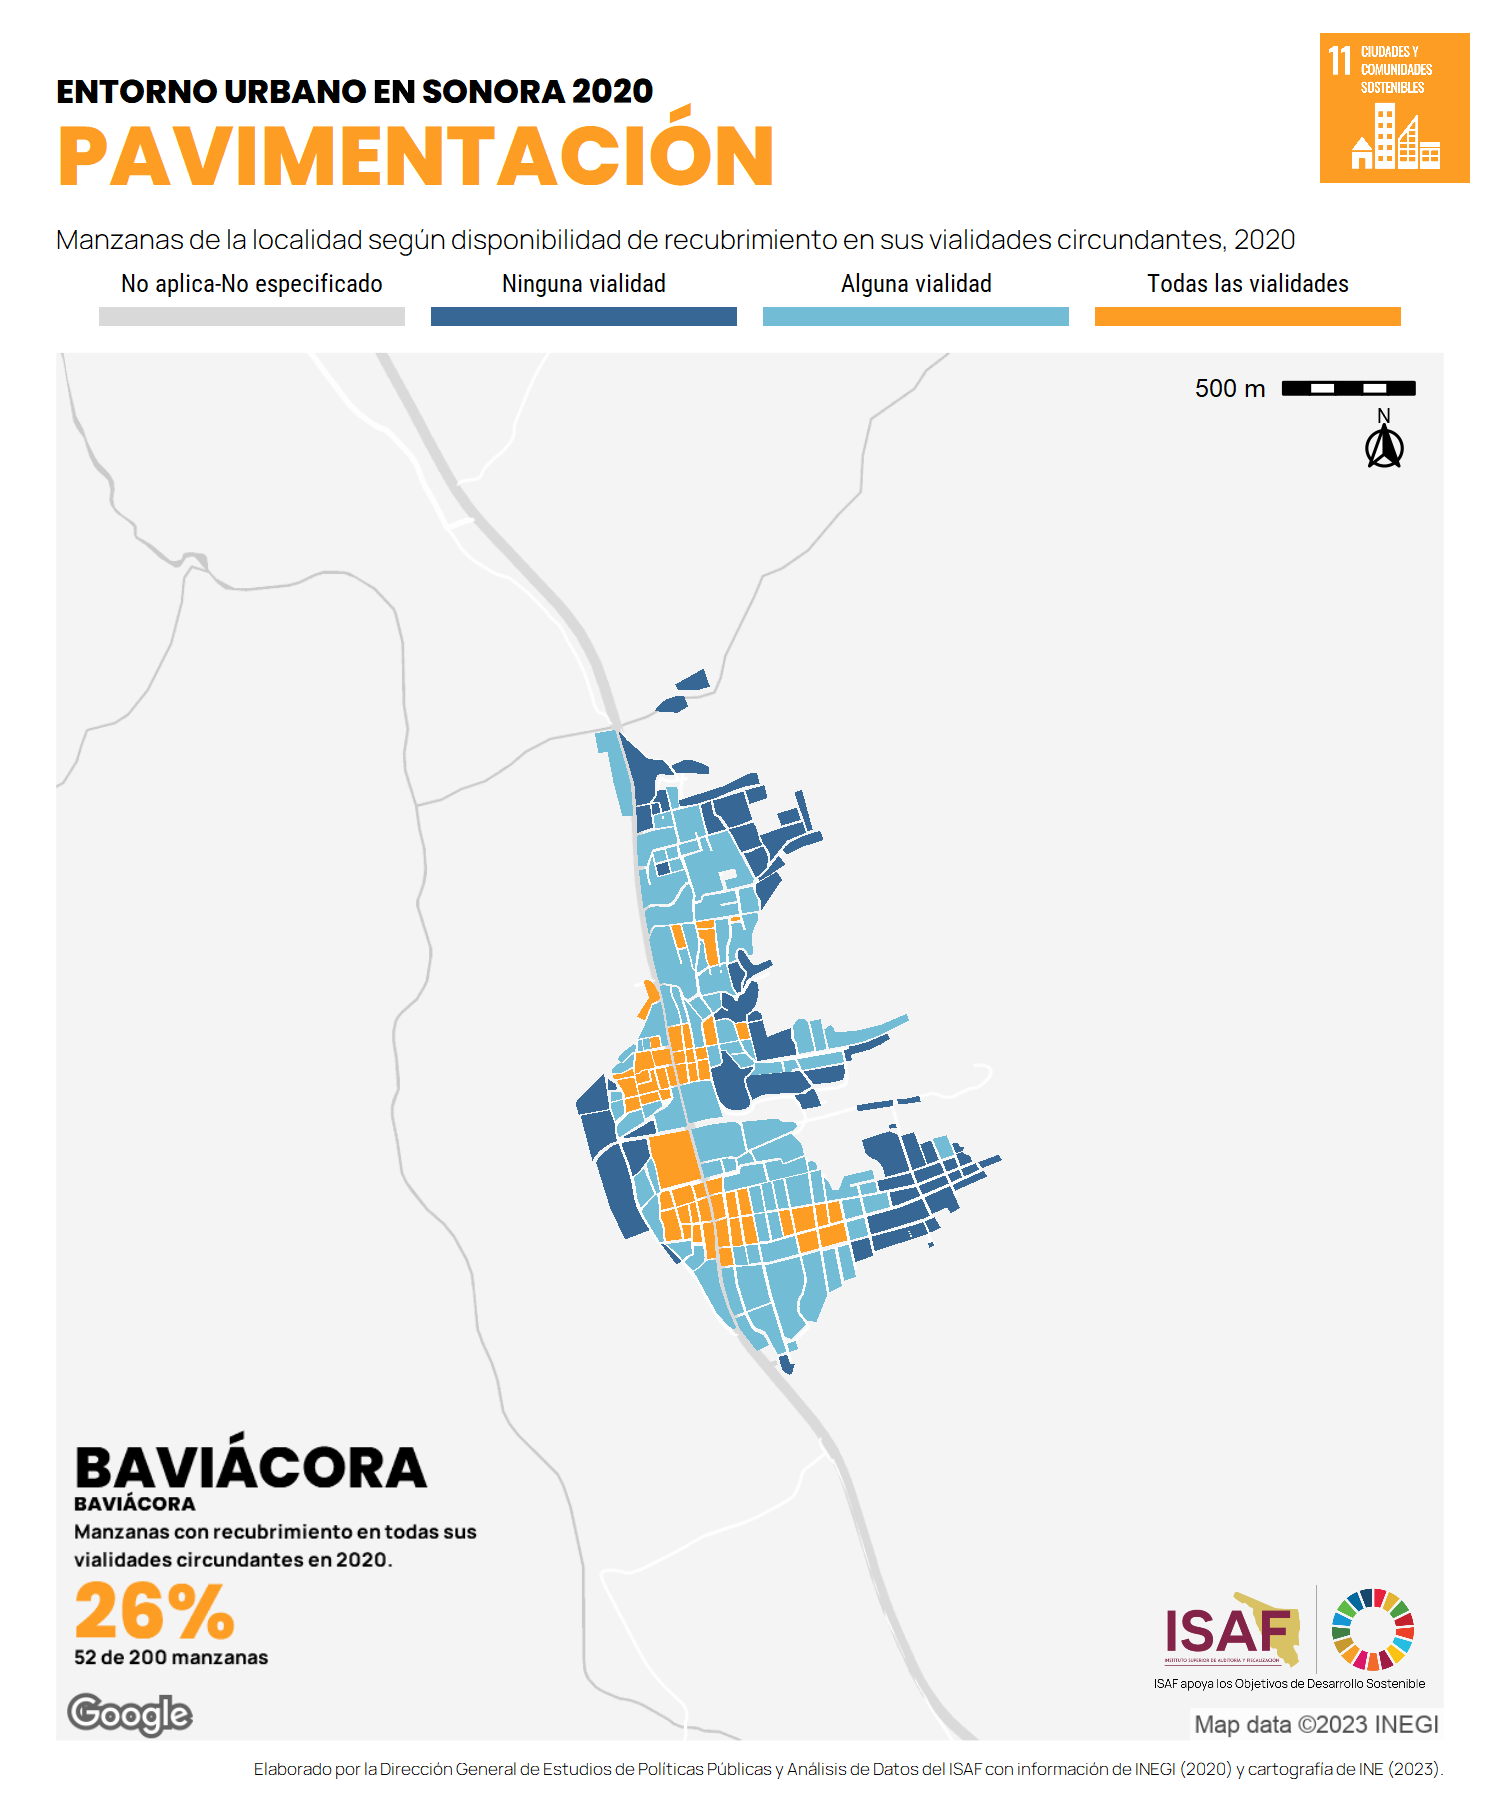 ENTORNO URBANO EN SONORA 2020
PAVIMENTACIÓN
11 CIUDADES Y
COMUNIDADES
SOSTENIBLES
Manzanas de la localidad según disponibilidad de recubrimiento en sus vialidades circundantes, 2020
No aplica-No especificado
Ninguna vialidad
Alguna vialidad
Todas las vialidades
500 m
N
BAVIÁCORA
BAVIÁCORA
Manzanas con recubrimiento en todas sus
vialidades circundantes en 2020.
26%
52 de 200 manzanas
Google
ISAF
INSTITUTO SUPERIOR DE AUDITORÍA Y FISCALIZACIÓN
ISAF apoya los Objetivos de Desarrollo Sostenible
Map data ©2023 INEGI
Elaborado por la Dirección General de Estudios de Políticas Públicas y Análisis de Datos del ISAF con información de INEGI (2020) y cartografía de INE (2023).